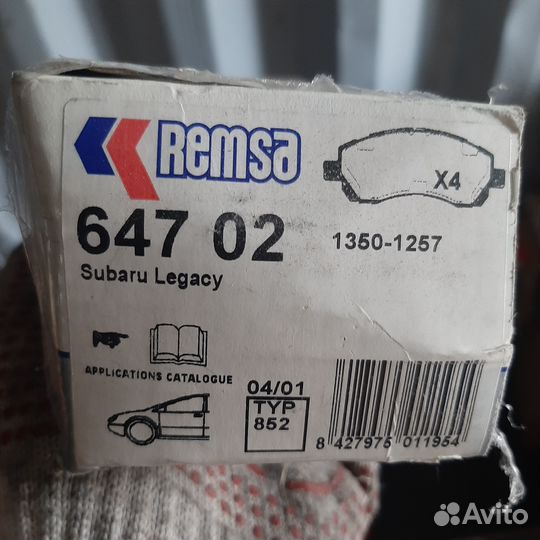 Remsa
X4
647 02
1350-1257
Subaru Legacy
APPLICATIONS CATALOGUE
04/01
TYP
852
8 427975 011954
Avito